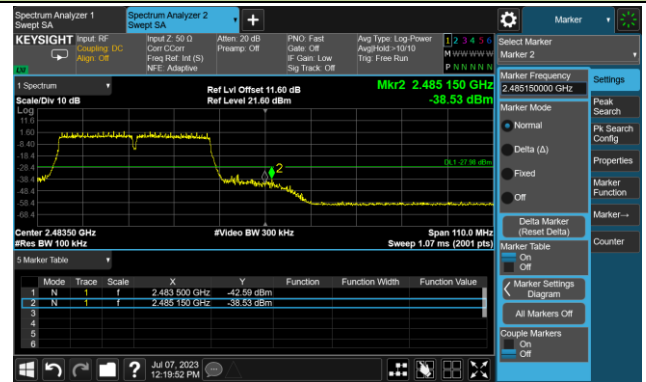 Spectrum Analyzer 1
Swept SA
Spectrum Analyzer 2
Swept SA
Marker
KEYSIGHT
Input: RF
Coupling: DC
Align: Off
Input Z: 50 Ω
Corr CCorr
Freq Ref: Int (S)
NFE: Adaptive
Atten: 20 dB
Preamp: Off
PNO: Fast
Gate: Off
IF Gain: Low
Sig Track: Off
Avg Type: Log-Power
Avg|Hold:>10/10
Trig: Free Run
1 2 3 4 5 6
M W W W W W
P N N N N N
Select Marker
Marker 2
1 Spectrum
Scale/Div 10 dB
Log
Ref Lvl Offset 11.60 dB
Ref Level 21.60 dBm
Mkr2 2.485 150 GHz
-38.53 dBm
11.6
1.60
-8.40
-18.4
-28.4
-38.4
-48.4
-58.4
-68.4
DL1 -27.98 dBm
2
Center 2.48350 GHz
#Res BW 100 kHz
#Video BW 300 kHz
Span 110.0 MHz
Sweep 1.07 ms (2001 pts)
5 Marker Table
Mode Trace Scale X Y Function Function Width Function Value
1 N 1 f 2.483 500 GHz -42.59 dBm
2 N 1 f 2.485 150 GHz -38.53 dBm
3
4
5
6
Marker Frequency
2.485150000 GHz
Marker Mode
Normal
Delta (Δ)
Fixed
Off
Delta Marker
(Reset Delta)
Marker Table
On
Off
Marker Settings
Diagram
All Markers Off
Couple Markers
On
Off
Settings
Peak
Search
Pk Search
Config
Properties
Marker
Function
Marker→
Counter
Jul 07, 2023
12:19:52 PM